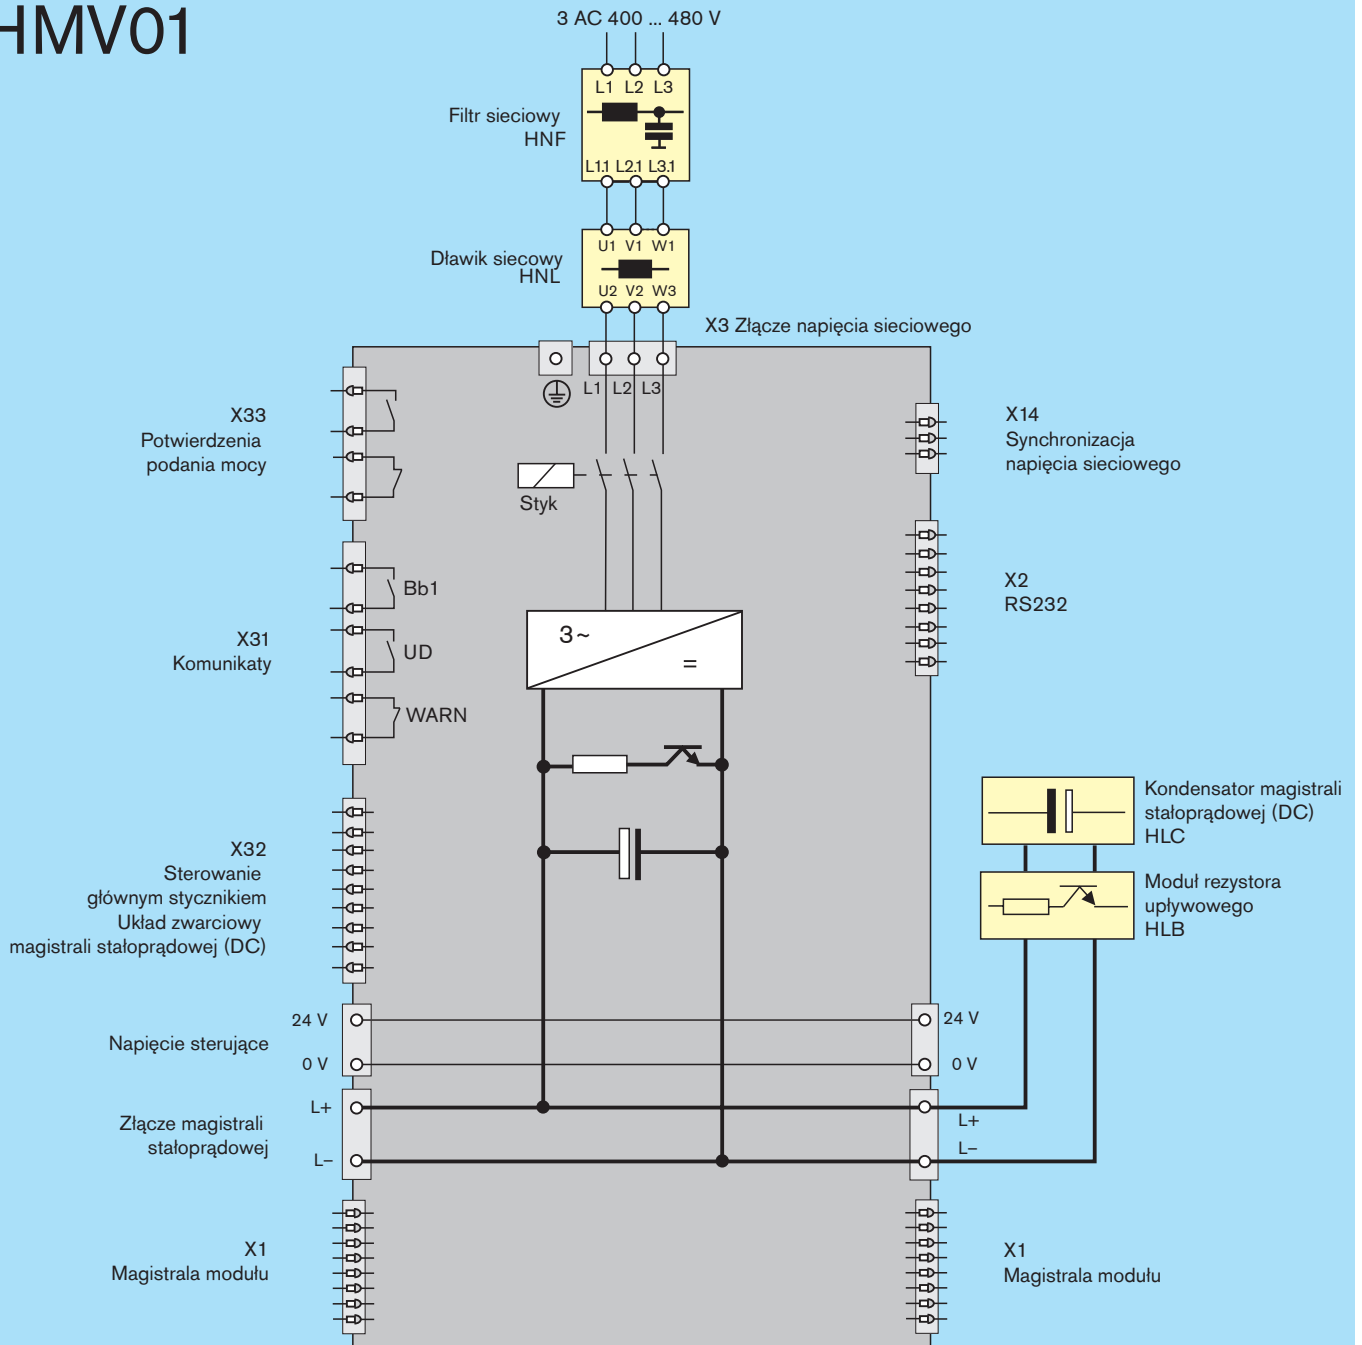 HMV01
3 AC 400 ... 480 V
L1 L2 L3
Filtr sieciowy
HNF
L1.1 L2.1 L3.1
U1 V1 W1
Dławik siecowy
HNL
U2 V2 W3
X3 Złącze napięcia sieciowego
L1 L2 L3
X33
Potwierdzenia
podania mocy
X14
Synchronizacja
napięcia sieciowego
Styk
Bb1
X31
Komunikaty
UD
WARN
X2
RS232
3~
=
Kondensator magistrali
stałoprądowej (DC)
HLC
X32
Sterowanie
głównym stycznikiem
Układ zwarciowy
magistrali stałoprądowej (DC)
Moduł rezystora
upływowego
HLB
24 V
24 V
Napięcie sterujące
0 V
0 V
L+
L+
Złącze magistrali
stałoprądowej
L–
L–
X1
Magistrala modułu
X1
Magistrala modułu